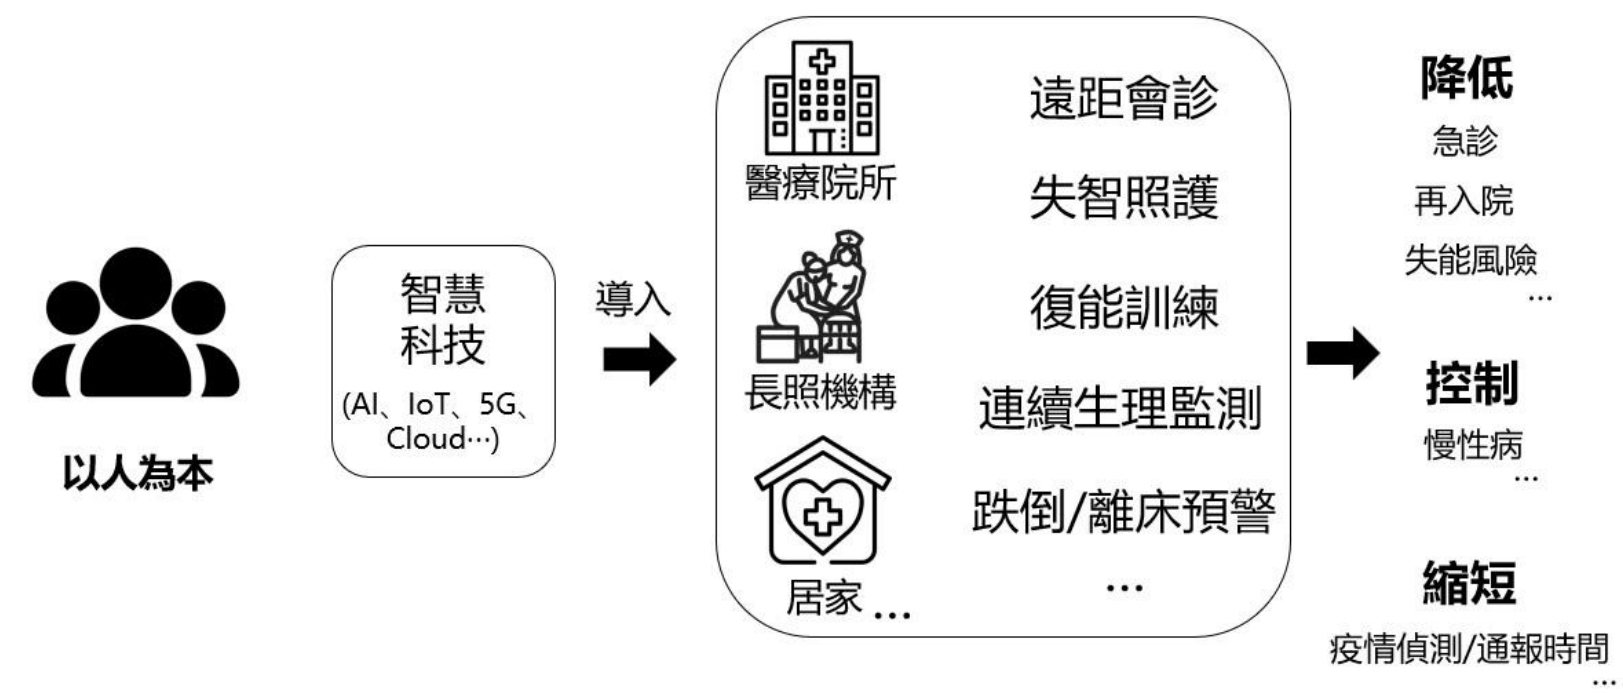 以人為本
智慧
科技
(AI、IoT、5G、
Cloud…)
導入
醫療院所
長照機構
居家 …
遠距會診
失智照護
復能訓練
連續生理監測
跌倒/離床預警
…
降低
急診
再入院
失能風險
…
控制
慢性病
…
縮短
疫情偵測/通報時間
…